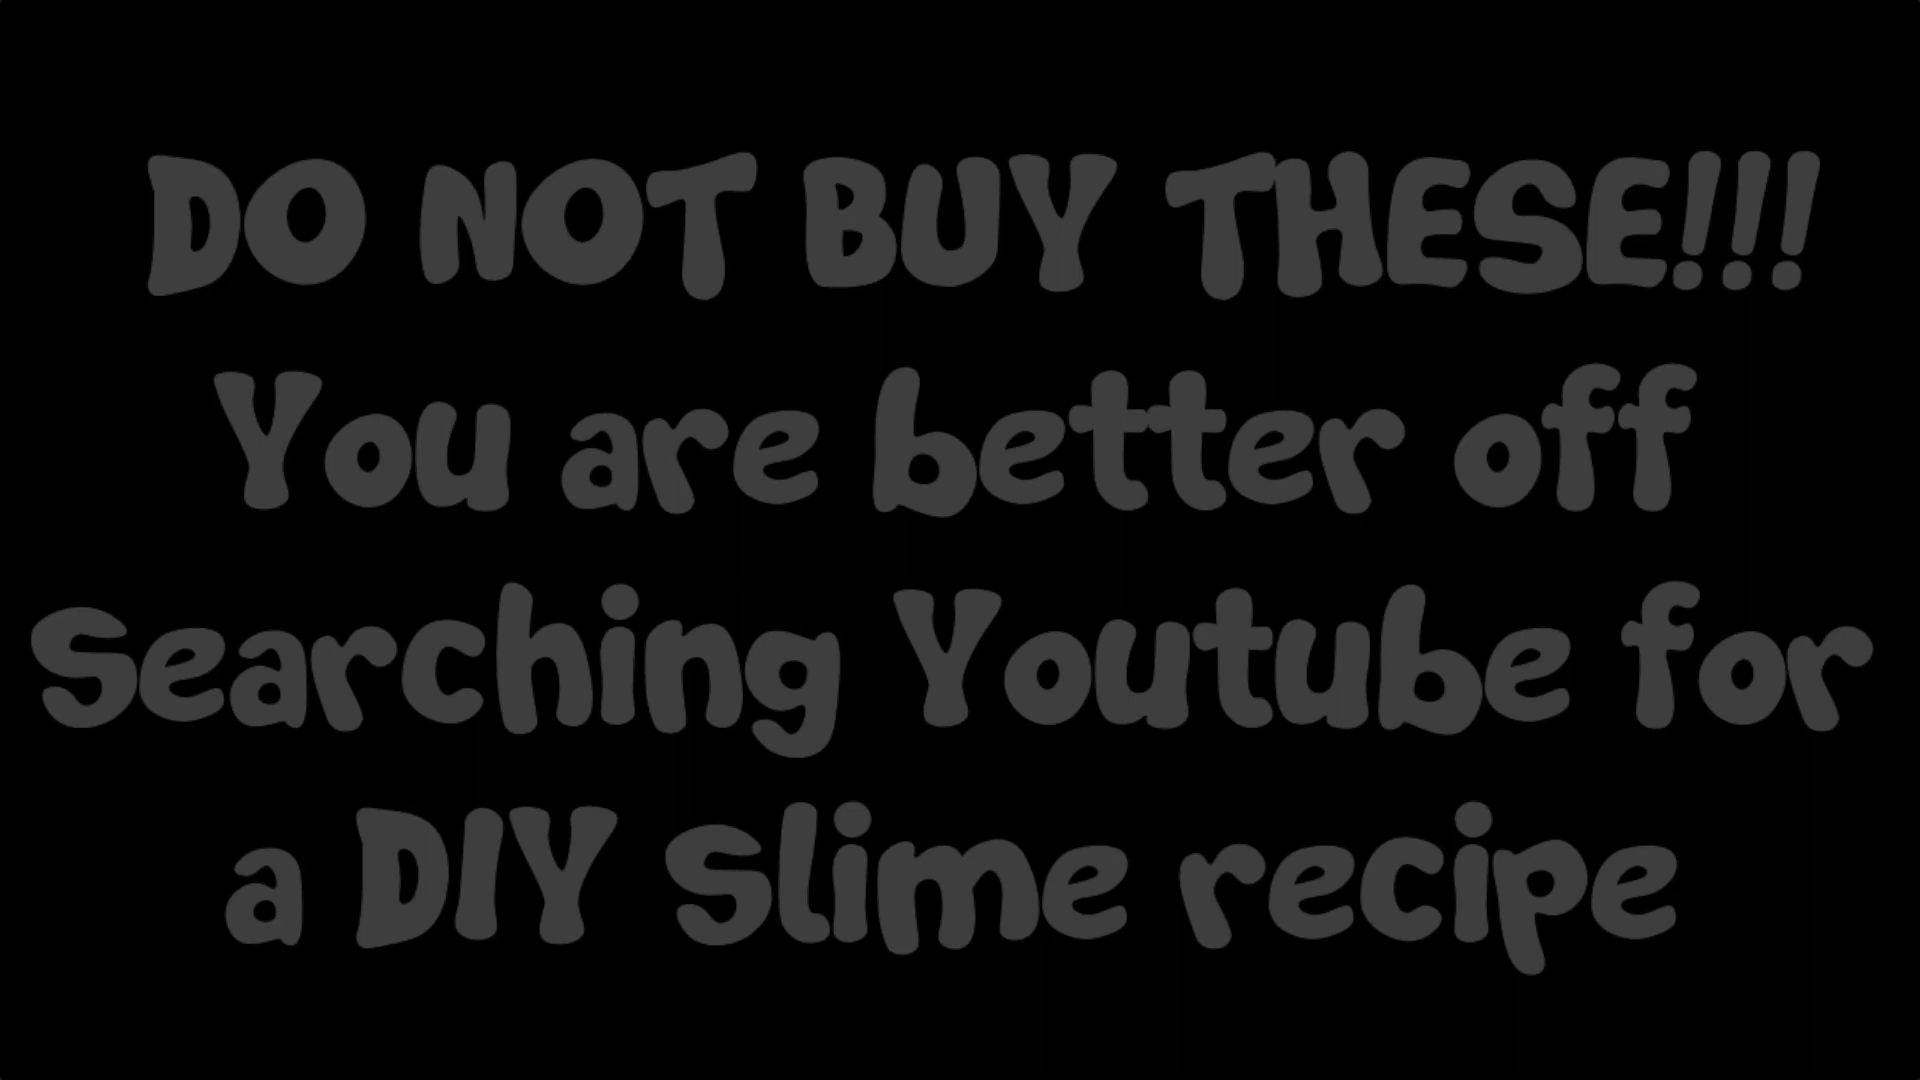 DO NOT BUY THESE!!!
You are better off
Searching Youtube for
a DIY Slime recipe